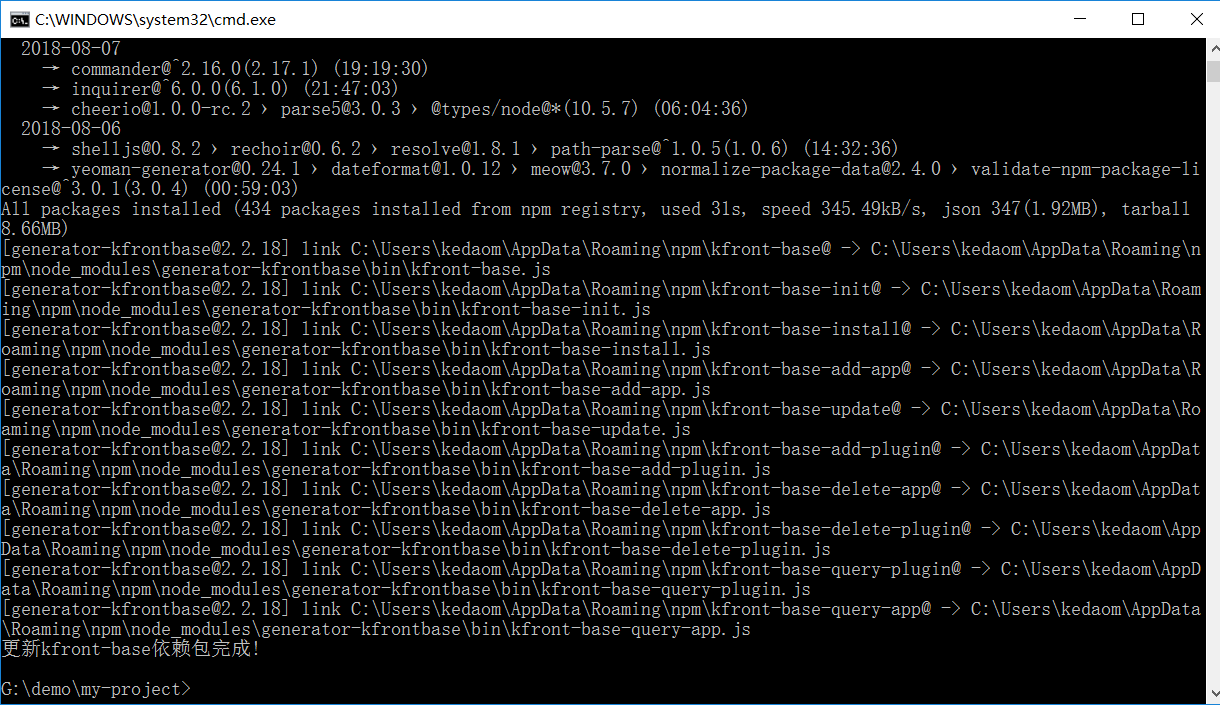 C:\WINDOWS\system32\cmd.exe
2018-08-07
→ commander@^2.16.0(2.17.1) (19:19:30)
→ inquirer@^6.0.0(6.1.0) (21:47:03)
→ cheerio@1.0.0-rc.2 › parse5@3.0.3 › @types/node@*(10.5.7) (06:04:36)
2018-08-06
→ shelljs@0.8.2 › rechoir@0.6.2 › resolve@1.8.1 › path-parse@^1.0.5(1.0.6) (14:32:36)
→ yeoman-generator@0.24.1 › dateformat@1.0.12 › meow@3.7.0 › normalize-package-data@2.4.0 › validate-npm-package-li
cense@^3.0.1(3.0.4) (00:59:03)
All packages installed (434 packages installed from npm registry, used 31s, speed 345.49kB/s, json 347(1.92MB), tarball
8.66MB)
[generator-kfrontbase@2.2.18] link C:\Users\kedaom\AppData\Roaming\npm\kfront-base@ -> C:\Users\kedaom\AppData\Roaming\n
pm\node_modules\generator-kfrontbase\bin\kfront-base.js
[generator-kfrontbase@2.2.18] link C:\Users\kedaom\AppData\Roaming\npm\kfront-base-init@ -> C:\Users\kedaom\AppData\Roam
ing\npm\node_modules\generator-kfrontbase\bin\kfront-base-init.js
[generator-kfrontbase@2.2.18] link C:\Users\kedaom\AppData\Roaming\npm\kfront-base-install@ -> C:\Users\kedaom\AppData\R
oaming\npm\node_modules\generator-kfrontbase\bin\kfront-base-install.js
[generator-kfrontbase@2.2.18] link C:\Users\kedaom\AppData\Roaming\npm\kfront-base-add-app@ -> C:\Users\kedaom\AppData\R
oaming\npm\node_modules\generator-kfrontbase\bin\kfront-base-add-app.js
[generator-kfrontbase@2.2.18] link C:\Users\kedaom\AppData\Roaming\npm\kfront-base-update@ -> C:\Users\kedaom\AppData\Ro
aming\npm\node_modules\generator-kfrontbase\bin\kfront-base-update.js
[generator-kfrontbase@2.2.18] link C:\Users\kedaom\AppData\Roaming\npm\kfront-base-add-plugin@ -> C:\Users\kedaom\AppDat
a\Roaming\npm\node_modules\generator-kfrontbase\bin\kfront-base-add-plugin.js
[generator-kfrontbase@2.2.18] link C:\Users\kedaom\AppData\Roaming\npm\kfront-base-delete-app@ -> C:\Users\kedaom\AppDat
a\Roaming\npm\node_modules\generator-kfrontbase\bin\kfront-base-delete-app.js
[generator-kfrontbase@2.2.18] link C:\Users\kedaom\AppData\Roaming\npm\kfront-base-delete-plugin@ -> C:\Users\kedaom\App
Data\Roaming\npm\node_modules\generator-kfrontbase\bin\kfront-base-delete-plugin.js
[generator-kfrontbase@2.2.18] link C:\Users\kedaom\AppData\Roaming\npm\kfront-base-query-plugin@ -> C:\Users\kedaom\AppD
ata\Roaming\npm\node_modules\generator-kfrontbase\bin\kfront-base-query-plugin.js
[generator-kfrontbase@2.2.18] link C:\Users\kedaom\AppData\Roaming\npm\kfront-base-query-app@ -> C:\Users\kedaom\AppData
\Roaming\npm\node_modules\generator-kfrontbase\bin\kfront-base-query-app.js
更新kfront-base依赖包完成!
G:\demo\my-project>